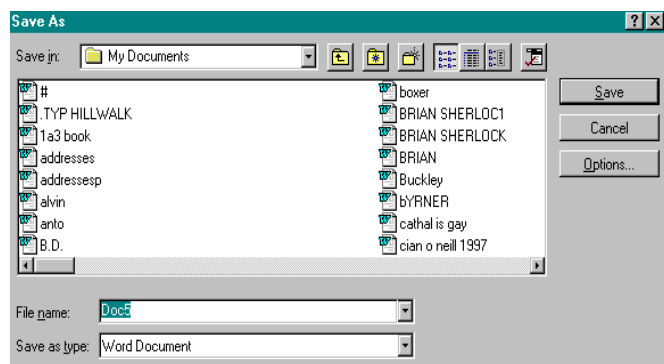 Save As
Save in: My Documents
# boxer Save
.TYP HILLWALK BRIAN SHERLOC1
1a3 book BRIAN SHERLOCK Cancel
addresses BRIAN
addressesp Buckley Options...
alvin bYRNER
anto cathal is gay
B.D. cian o neill 1997
File name: Doc5
Save as type: Word Document